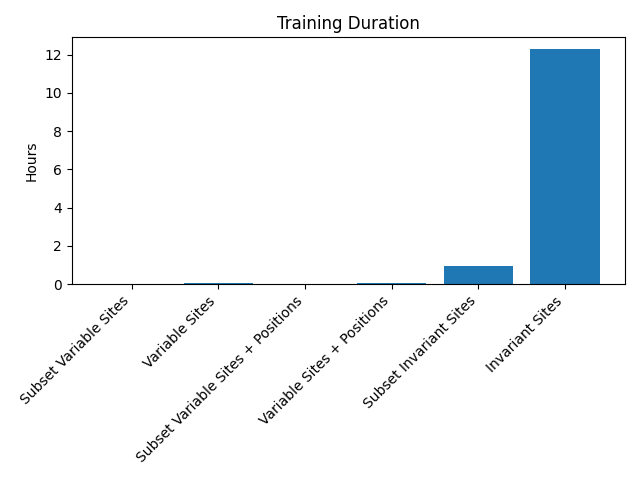 Training Duration
Hours
12
10
8
6
4
2
0
Subset Variable Sites
Variable Sites
Subset Variable Sites + Positions
Variable Sites + Positions
Subset Invariant Sites
Invariant Sites